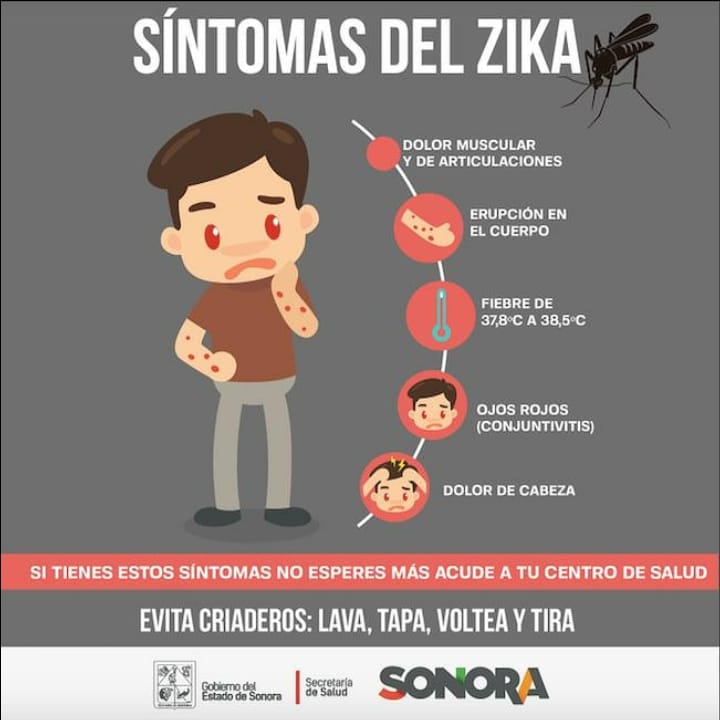 SÍNTOMAS DEL ZIKA
DOLOR MUSCULAR
Y DE ARTICULACIONES
ERUPCIÓN EN
EL CUERPO
FIEBRE DE
37,8ºC A 38,5ºC
OJOS ROJOS
(CONJUNTIVITIS)
DOLOR DE CABEZA
SI TIENES ESTOS SÍNTOMAS NO ESPERES MÁS ACUDE A TU CENTRO DE SALUD
EVITA CRIADEROS: LAVA, TAPA, VOLTEA Y TIRA
Gobierno del
Estado de Sonora
Secretaría
de Salud
SONORA